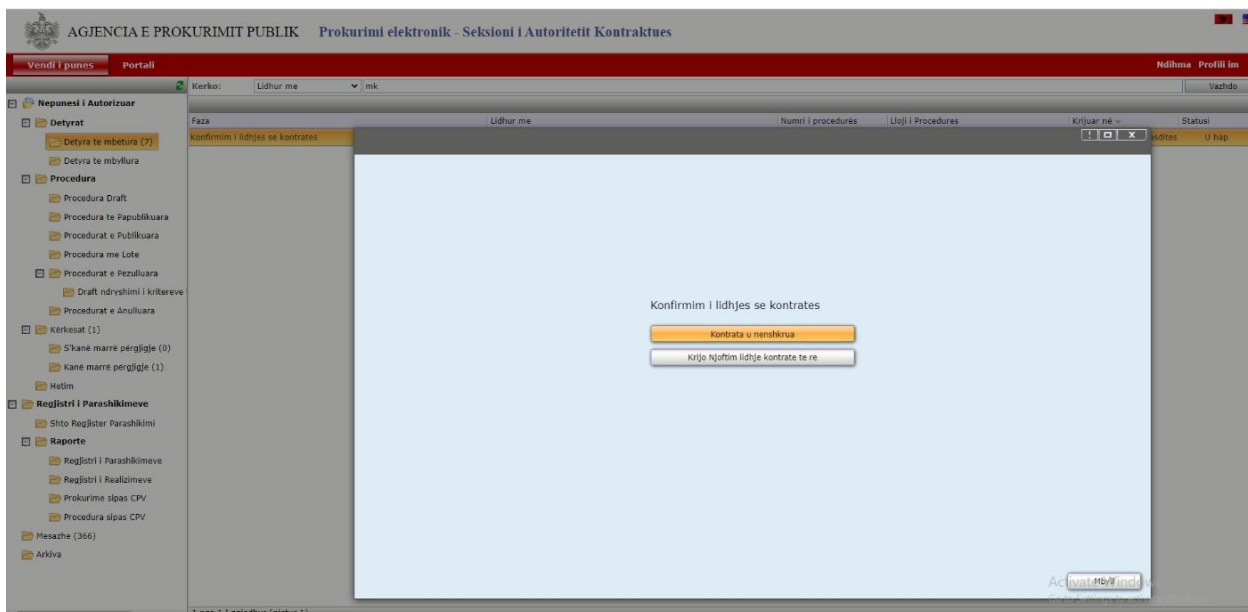 AGJENCIA E PROKURIMIT PUBLIK Prokurimi elektronik - Seksioni i Autoritetit Kontraktues
Vendi i punes Portali Ndihma Profili im
Kerko: Lidhur me mk Vazhdo
Nepunesi i Autorizuar
Detyrat
Faza Lidhur me Numri i procedurës Lloji i Procedures Krijuar në Statusi
Detyra te mbetura (7)
Konfirmim i lidhjes se kontrates U hap
Detyra te mbyllura
Procedura
Procedura Draft
Procedura te Papublikuara
Procedurat e Publikuara
Procedura me Lote
Procedurat e Pezulluara
Draft ndryshimi i kritereve
Procedurat e Anulluara
Kërkesat (1)
S'kanë marrë përgjigje (0)
Kanë marrë përgjigje (1)
Hetim
Regjistri i Parashikimeve
Shto Regjister Parashikimi
Raporte
Regjistri i Parashikimeve
Regjistri i Realizimeve
Prokurime sipas CPV
Procedura sipas CPV
Mesazhe (366)
Arkiva
Konfirmim i lidhjes se kontrates
Kontrata u nenshkrua
Krijo Njoftim lidhje kontrate te re
Mbyll